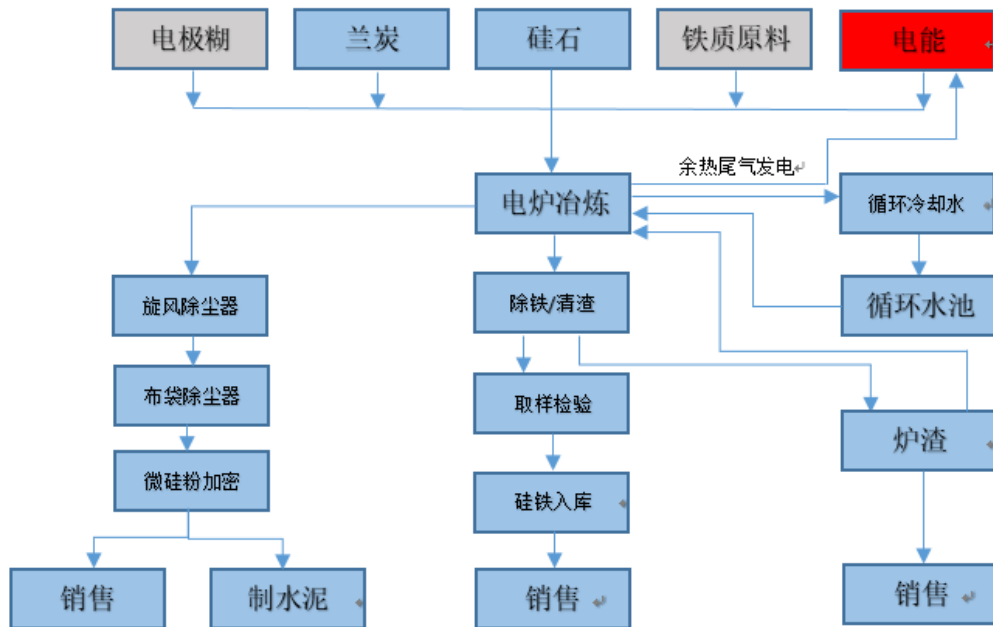 电极糊
兰炭
硅石
铁质原料
电能
余热尾气发电
电炉冶炼
循环冷却水
旋风除尘器
除铁/清渣
循环水池
布袋除尘器
取样检验
炉渣
微硅粉加密
硅铁入库
销售
制水泥
销售
销售